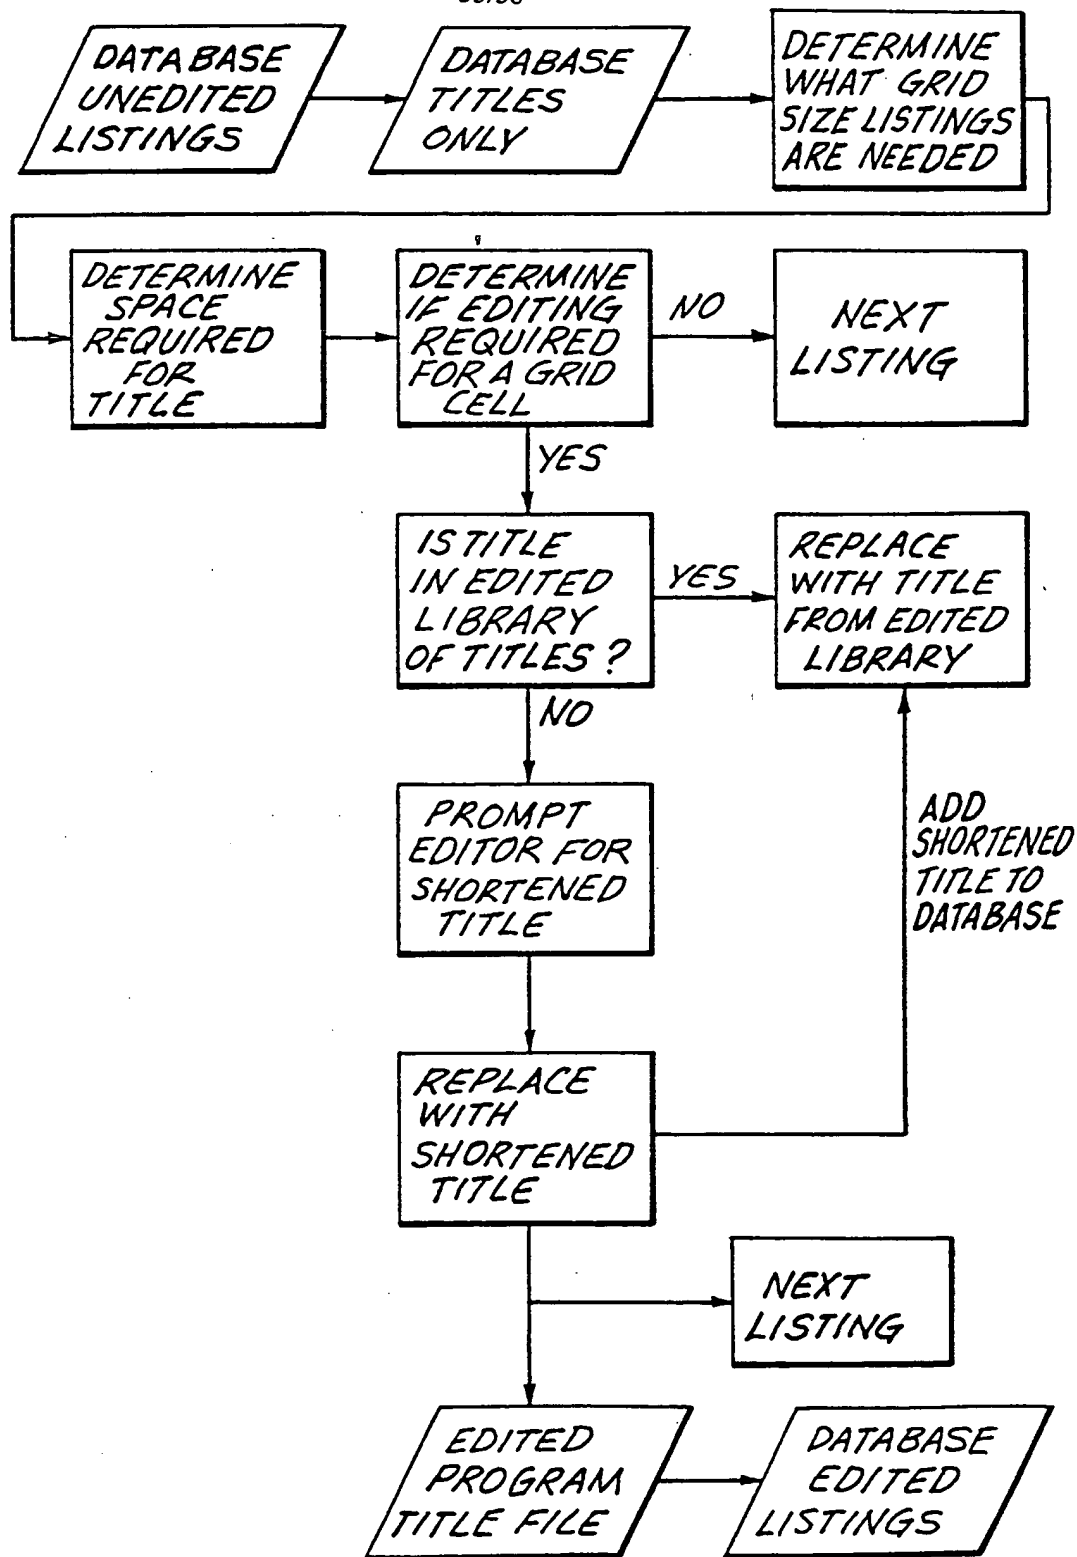 DATABASE
UNEDITED
LISTINGS
DATABASE
TITLES
ONLY
DETERMINE
WHAT GRID
SIZE LISTINGS
ARE NEEDED
DETERMINE
SPACE
REQUIRED
FOR
TITLE
DETERMINE
IF EDITING
REQUIRED
FOR A GRID
CELL
NO
NEXT
LISTING
YES
IS TITLE
IN EDITED
LIBRARY
OF TITLES?
YES
REPLACE
WITH TITLE
FROM EDITED
LIBRARY
NO
PROMPT
EDITOR FOR
SHORTENED
TITLE
ADD
SHORTENED
TITLE TO
DATABASE
REPLACE
WITH
SHORTENED
TITLE
NEXT
LISTING
EDITED
PROGRAM
TITLE FILE
DATABASE
EDITED
LISTINGS